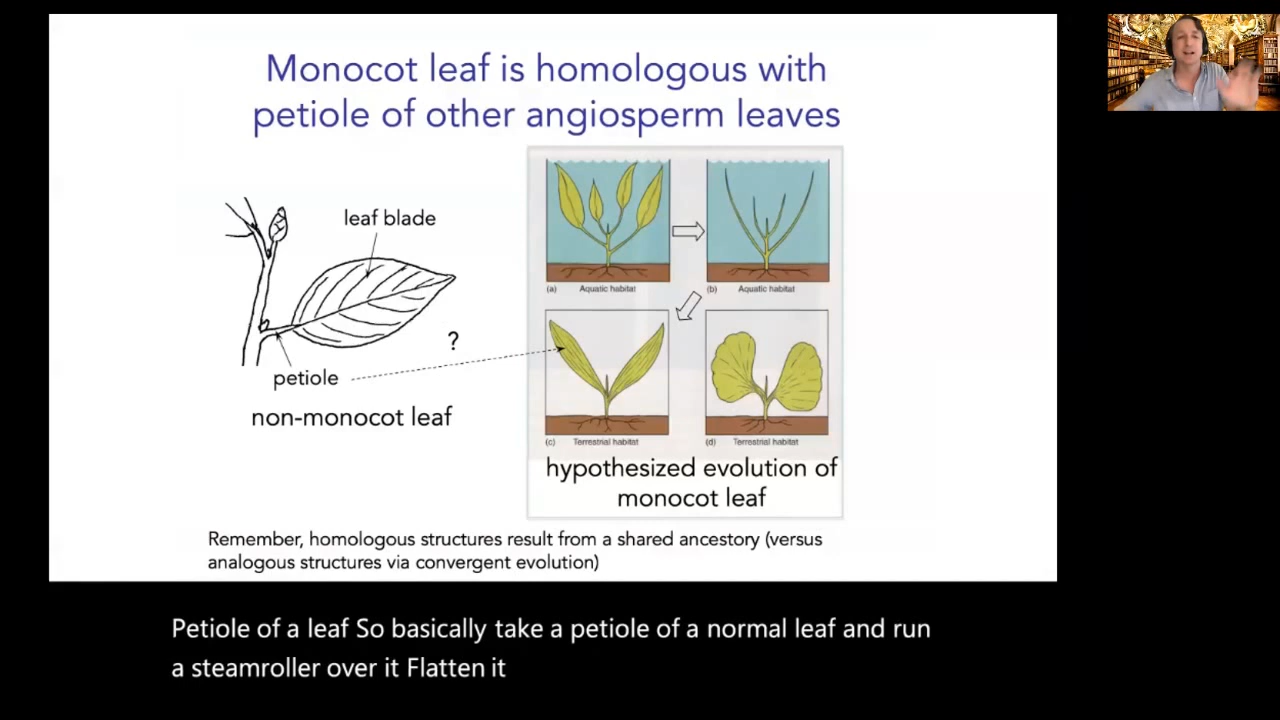 Monocot leaf is homologous with
petiole of other angiosperm leaves
leaf blade
?
petiole
non-monocot leaf
(a) Aquatic habitat
(b) Aquatic habitat
(c) Terrestrial habitat
(d) Terrestrial habitat
hypothesized evolution of
monocot leaf
Remember, homologous structures result from a shared ancestory (versus
analogous structures via convergent evolution)
Petiole of a leaf So basically take a petiole of a normal leaf and run
a steamroller over it Flatten it